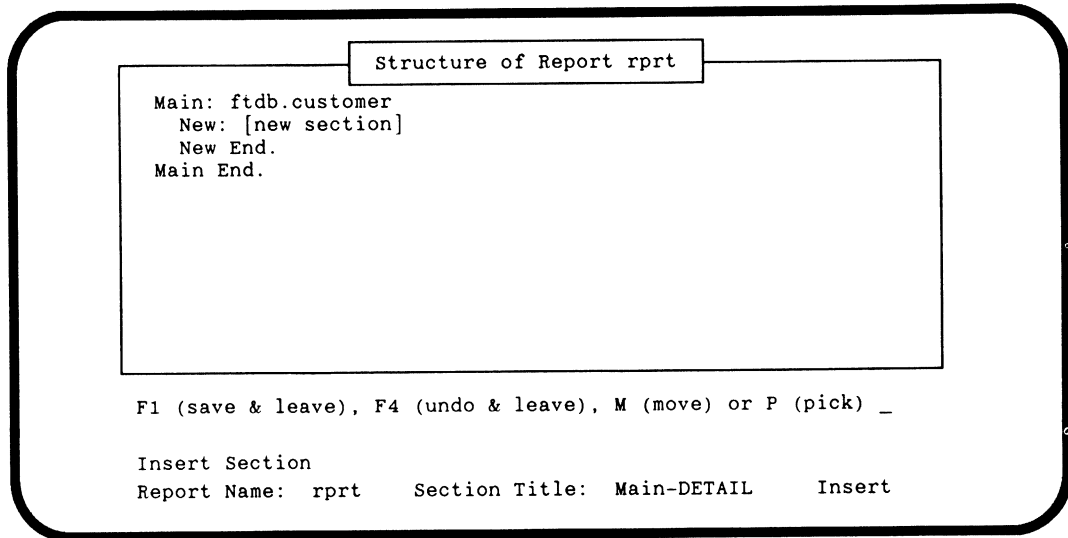 Structure of Report rprt
Main: ftdb.customer
New: [new section]
New End.
Main End.
F1 (save & leave), F4 (undo & leave), M (move) or P (pick) _
Insert Section
Report Name: rprt Section Title: Main-DETAIL Insert